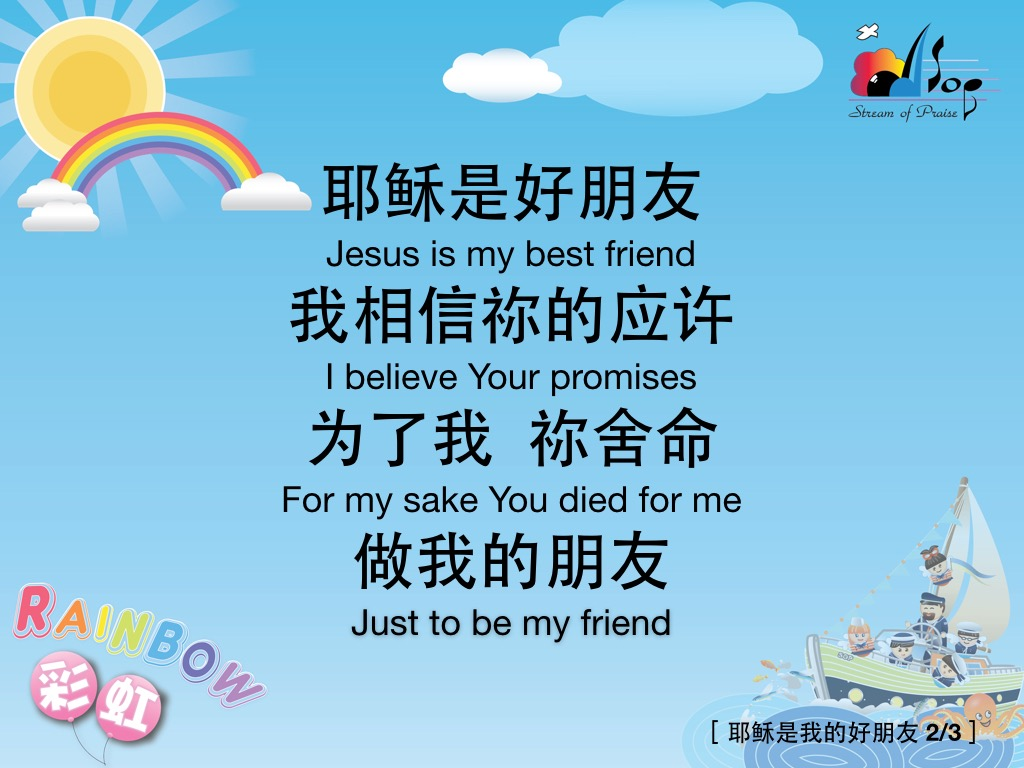 SOP
Stream of Praise
耶稣是好朋友
Jesus is my best friend
我相信祢的应许
I believe Your promises
为了我 祢舍命
For my sake You died for me
做我的朋友
Just to be my friend
RAINBOW
彩虹
[ 耶稣是我的好朋友 2/3 ]